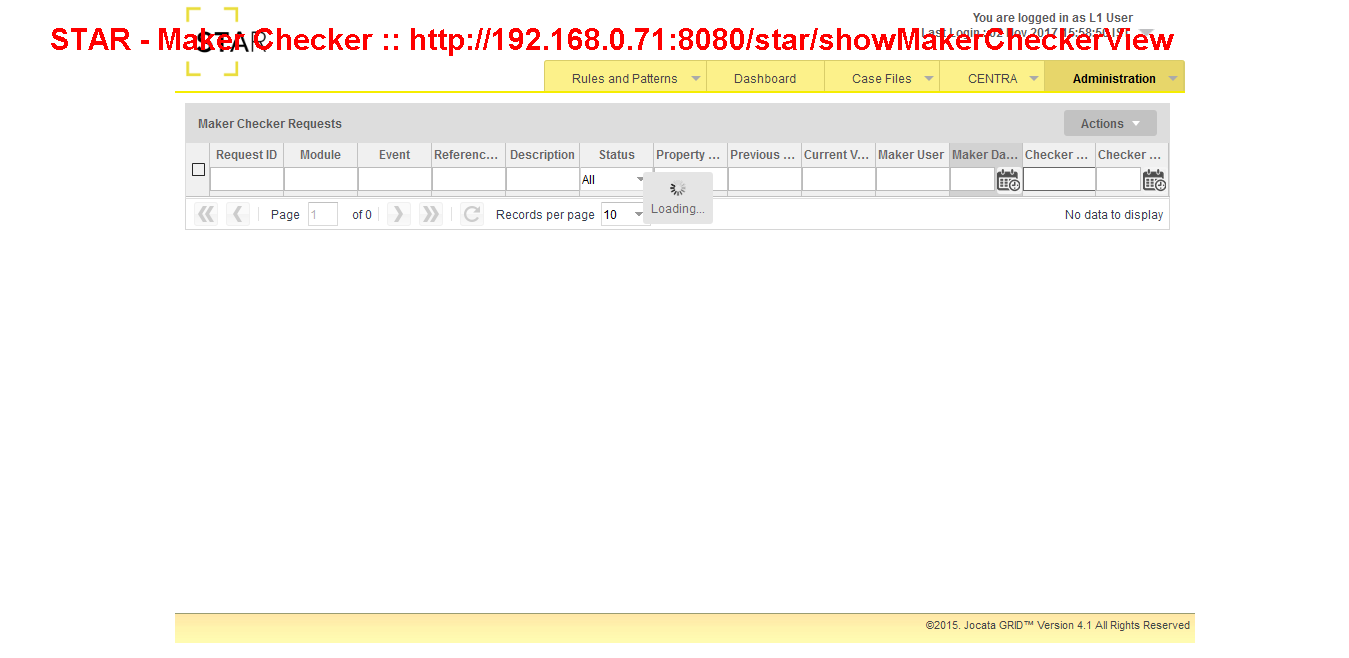 You are logged in as L1 User
STAR - Maker Checker :: http://192.168.0.71:8080/star/showMakerCheckerView
STAR
Last Login : 02 Nov 2017 15:58:50 IST
Rules and Patterns Dashboard Case Files CENTRA Administration
Maker Checker Requests Actions
Request ID Module Event Referenc... Description Status Property ... Previous ... Current V... Maker User Maker Da... Checker ... Checker ...
All
Loading...
Page 1 of 0 Records per page 10 No data to display
©2015. Jocata GRID™ Version 4.1 All Rights Reserved